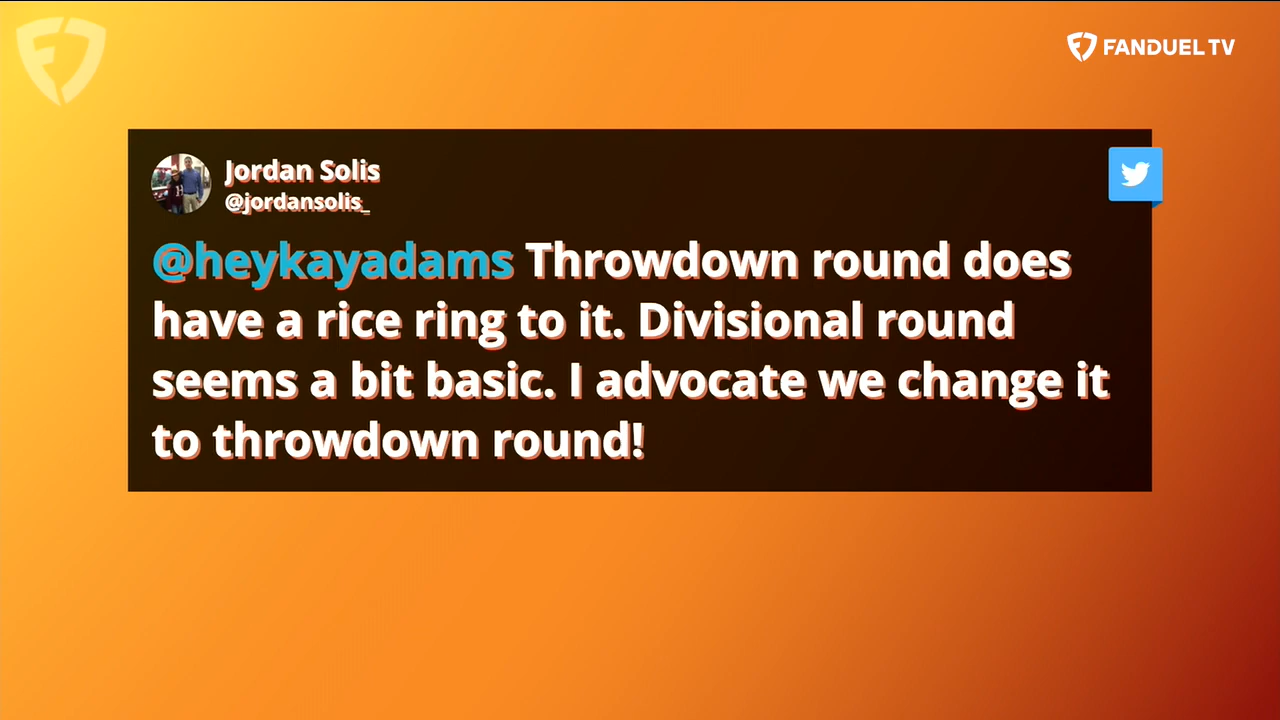 FANDUEL TV
Jordan Solis
@jordansolis_
@heykayadams Throwdown round does
have a rice ring to it. Divisional round
seems a bit basic. I advocate we change it
to throwdown round!